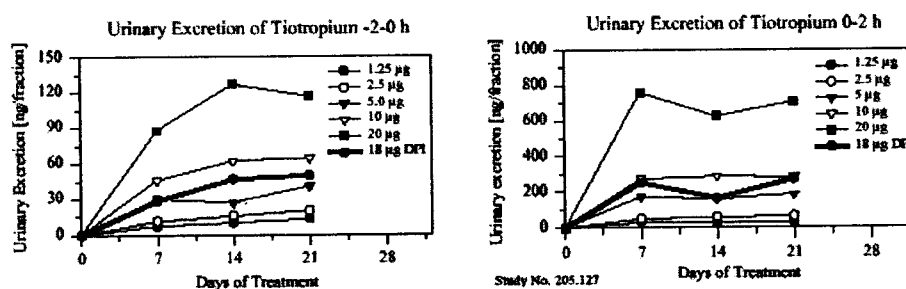 Urinary Excretion of Tiotropium -2-0 h
Urinary Excretion [ng/fraction]
150
120
90
60
30
0
1.25 µg
2.5 µg
5.0 µg
10 µg
20 µg
18 µg DPI
0
7
14
21
28
Days of Treatment
Urinary Excretion of Tiotropium 0-2 h
Urinary excretion [ng/fraction]
1000
800
600
400
200
0
1.25 µg
2.5 µg
5 µg
10 µg
20 µg
18 µg DPI
0
7
14
21
28
Days of Treatment
Study No. 205.127